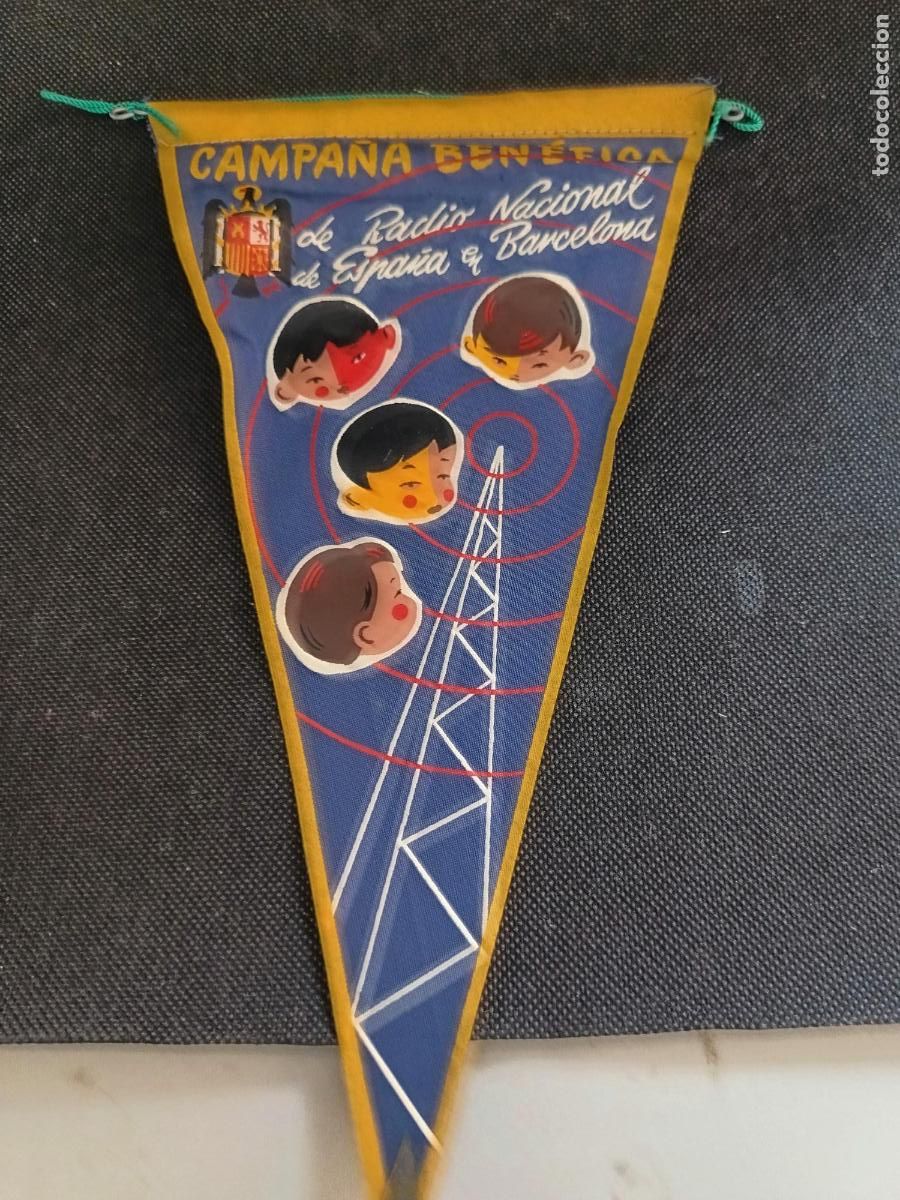 CAMPAÑA BENÉFICA
de Radio Nacional
de España en Barcelona
todocoleccion